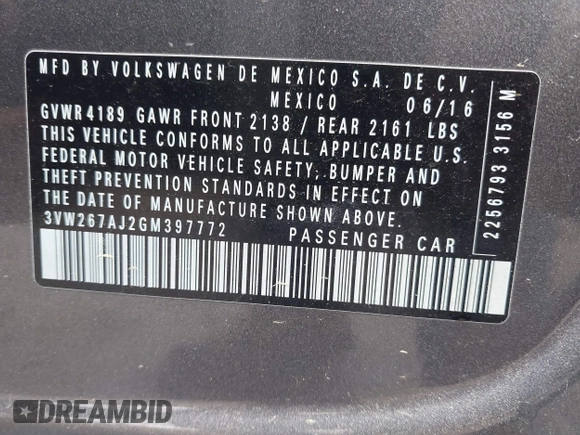 MFD BY VOLKSWAGEN DE MEXICO S.A. DE C.V.
MEXICO 06/16
GVWR 4189 GAWR FRONT 2138 / REAR 2161 LBS
THIS VEHICLE CONFORMS TO ALL APPLICABLE U.S.
FEDERAL MOTOR VEHICLE SAFETY, BUMPER AND
THEFT PREVENTION STANDARDS IN EFFECT ON
THE DATE OF MANUFACTURE SHOWN ABOVE.
3VW267AJ2GM397772 PASSENGER CAR
2256793 3156 M
DREAMBID